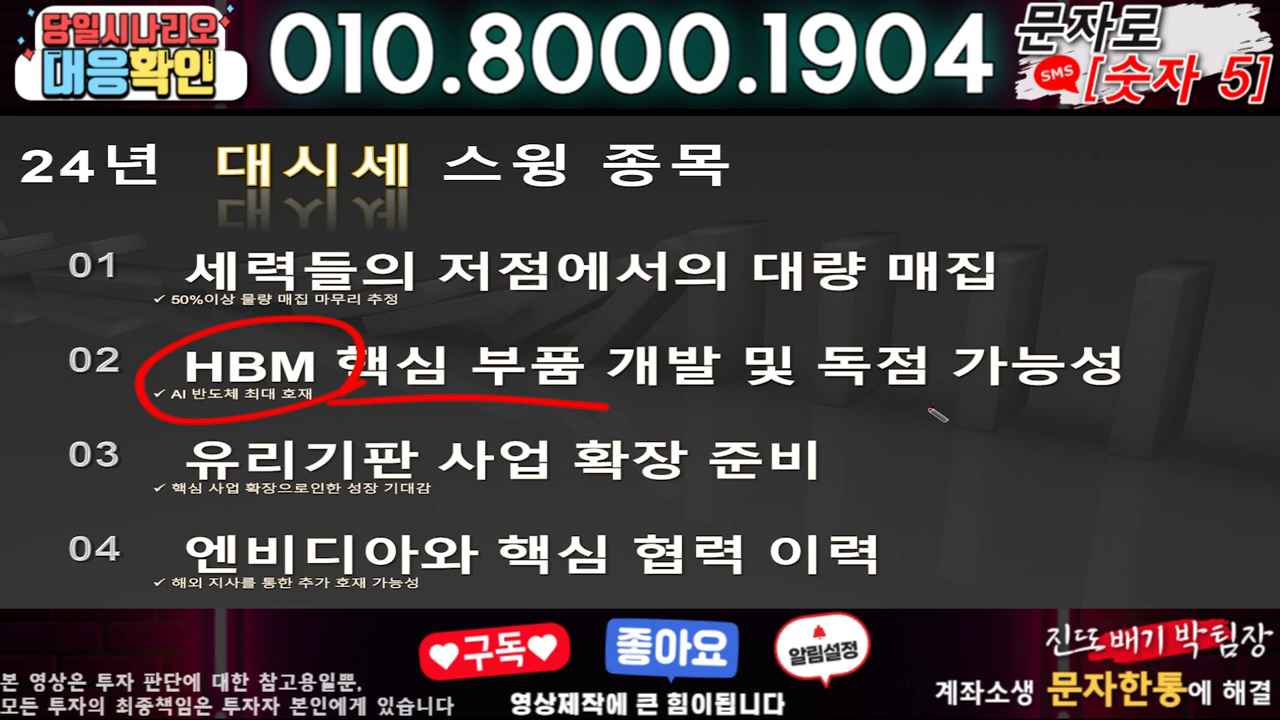 당일시나리오
대응확인
010.8000.1904
문자로
SMS
[숫자 5]
24년 대시세 스윙 종목
01 세력들의 저점에서의 대량 매집
✓ 50%이상 물량 매집 마무리 추정
02 HBM 핵심 부품 개발 및 독점 가능성
✓ AI 반도체 최대 호재
03 유리기판 사업 확장 준비
✓ 핵심 사업 확장으로인한 성장 기대감
04 엔비디아와 핵심 협력 이력
✓ 해외 지사를 통한 추가 호재 가능성
구독
좋아요
알림설정
영상제작에 큰 힘이됩니다
본 영상은 투자 판단에 대한 참고용일뿐,
모든 투자의 최종책임은 투자자 본인에게 있습니다
진또배기 박팀장
계좌소생 문자한통에 해결